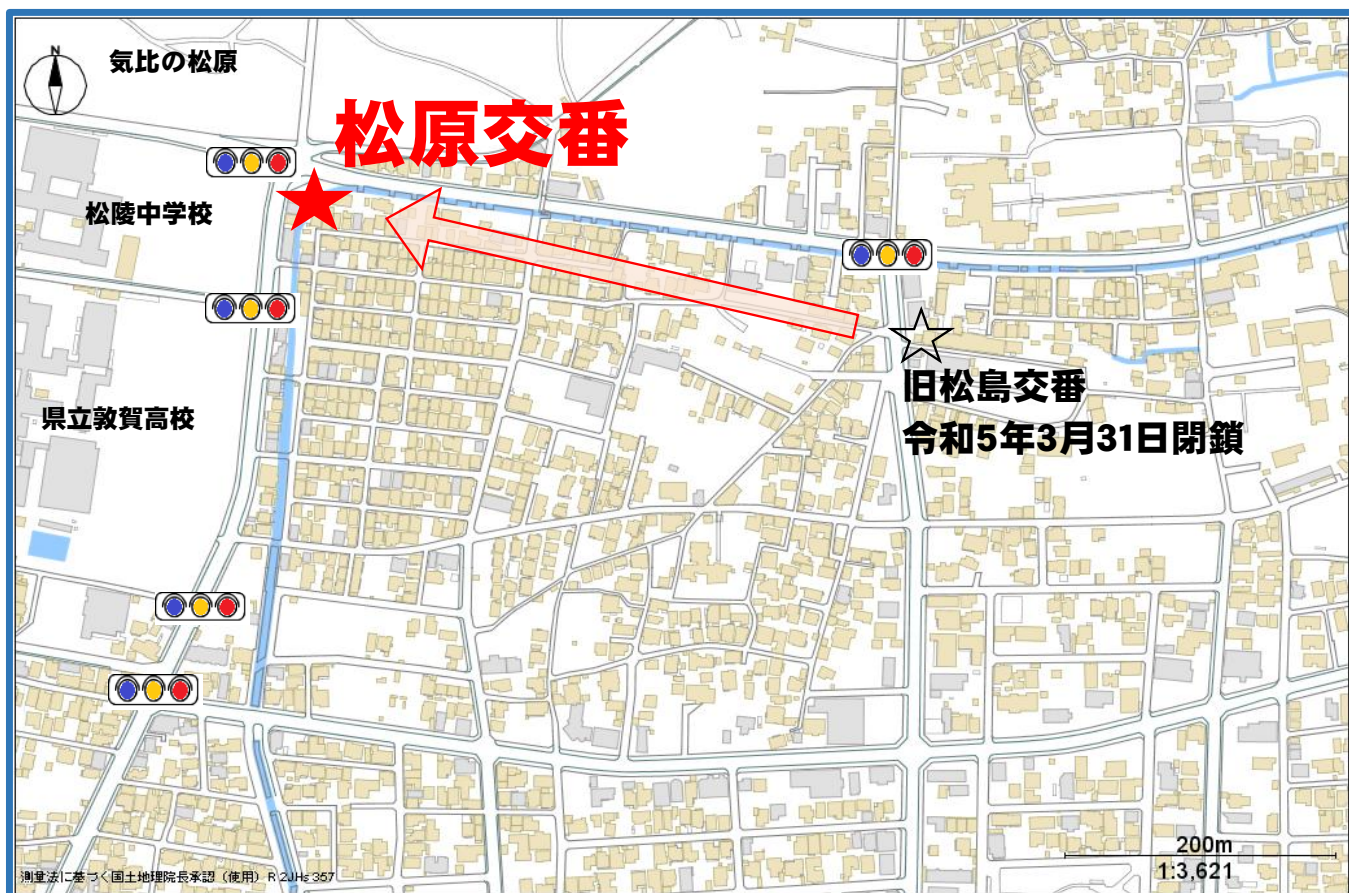 N
気比の松原
松原交番
松陵中学校
旧松島交番
令和5年3月31日閉鎖
県立敦賀高校
200m
1:3,621
測量法に基づく国土地理院長承認（使用）R 2JHs 357